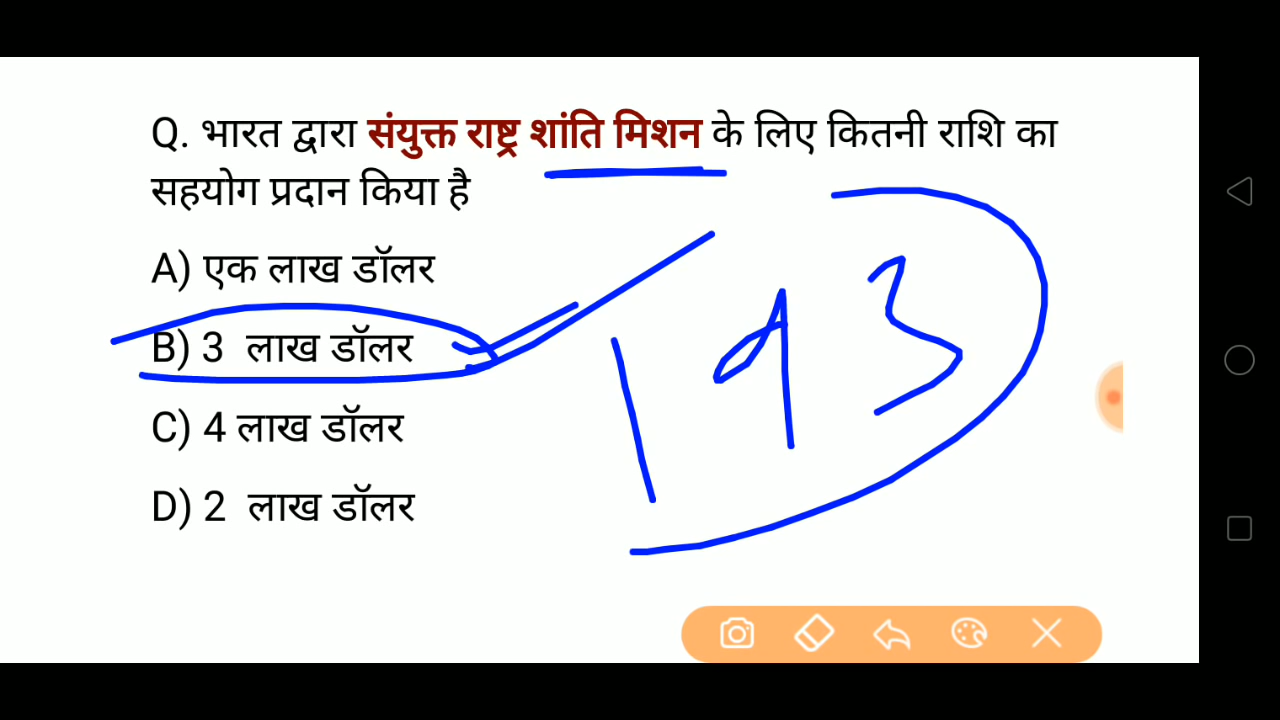 Q. भारत द्वारा संयुक्त राष्ट्र शांति मिशन के लिए कितनी राशि का
सहयोग प्रदान किया है
A) एक लाख डॉलर
B) 3 लाख डॉलर
C) 4 लाख डॉलर
D) 2 लाख डॉलर
193